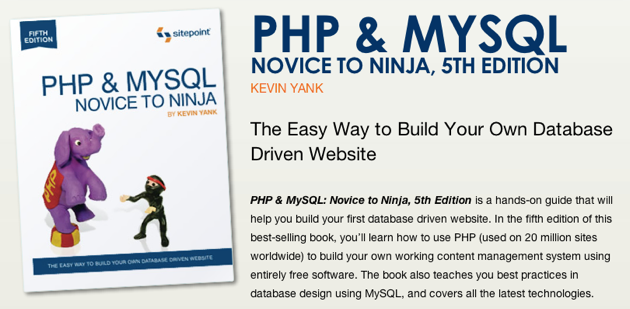 FIFTH
EDITION
sitepoint
PHP & MYSQL
NOVICE TO NINJA
BY KEVIN YANK
PHP
THE EASY WAY TO BUILD YOUR OWN DATABASE DRIVEN WEBSITE
PHP & MYSQL
NOVICE TO NINJA, 5TH EDITION
KEVIN YANK
The Easy Way to Build Your Own Database
Driven Website
PHP & MySQL: Novice to Ninja, 5th Edition is a hands-on guide that will
help you build your first database driven website. In the fifth edition of this
best-selling book, you'll learn how to use PHP (used on 20 million sites
worldwide) to build your own working content management system using
entirely free software. The book also teaches you best practices in
database design using MySQL, and covers all the latest technologies.